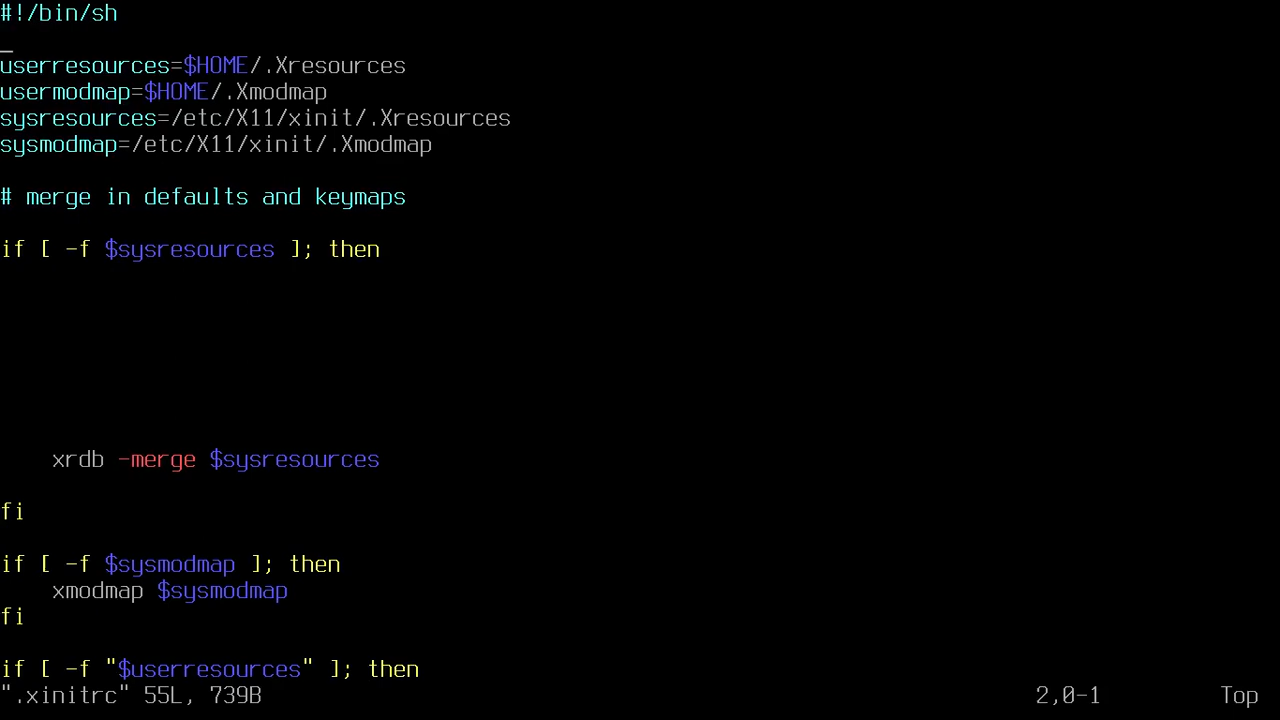 #!/bin/sh
userresources=$HOME/.Xresources
usermodmap=$HOME/.Xmodmap
sysresources=/etc/X11/xinit/.Xresources
sysmodmap=/etc/X11/xinit/.Xmodmap
# merge in defaults and keymaps
if [ -f $sysresources ]; then
    xrdb -merge $sysresources
fi
if [ -f $sysmodmap ]; then
    xmodmap $sysmodmap
fi
if [ -f "$userresources" ]; then
".xinitrc" 55L, 739B 2,0-1 Top